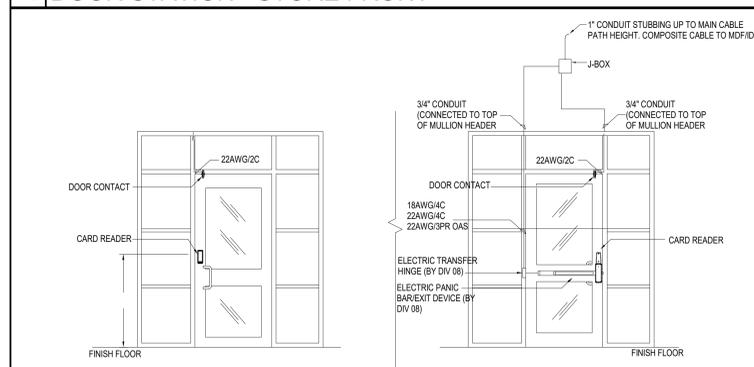 1" CONDUIT STUBBING UP TO MAIN CABLE
PATH HEIGHT. COMPOSITE CABLE TO MDF/ID
J-BOX
3/4" CONDUIT
(CONNECTED TO TOP
OF MULLION HEADER
3/4" CONDUIT
(CONNECTED TO TOP
OF MULLION HEADER
22AWG/2C
DOOR CONTACT
CARD READER
FINISH FLOOR
22AWG/2C
DOOR CONTACT
18AWG/4C
22AWG/4C
22AWG/3PR OAS
CARD READER
ELECTRIC TRANSFER
HINGE (BY DIV 08)
ELECTRIC PANIC
BAR/EXIT DEVICE (BY
DIV 08)
FINISH FLOOR